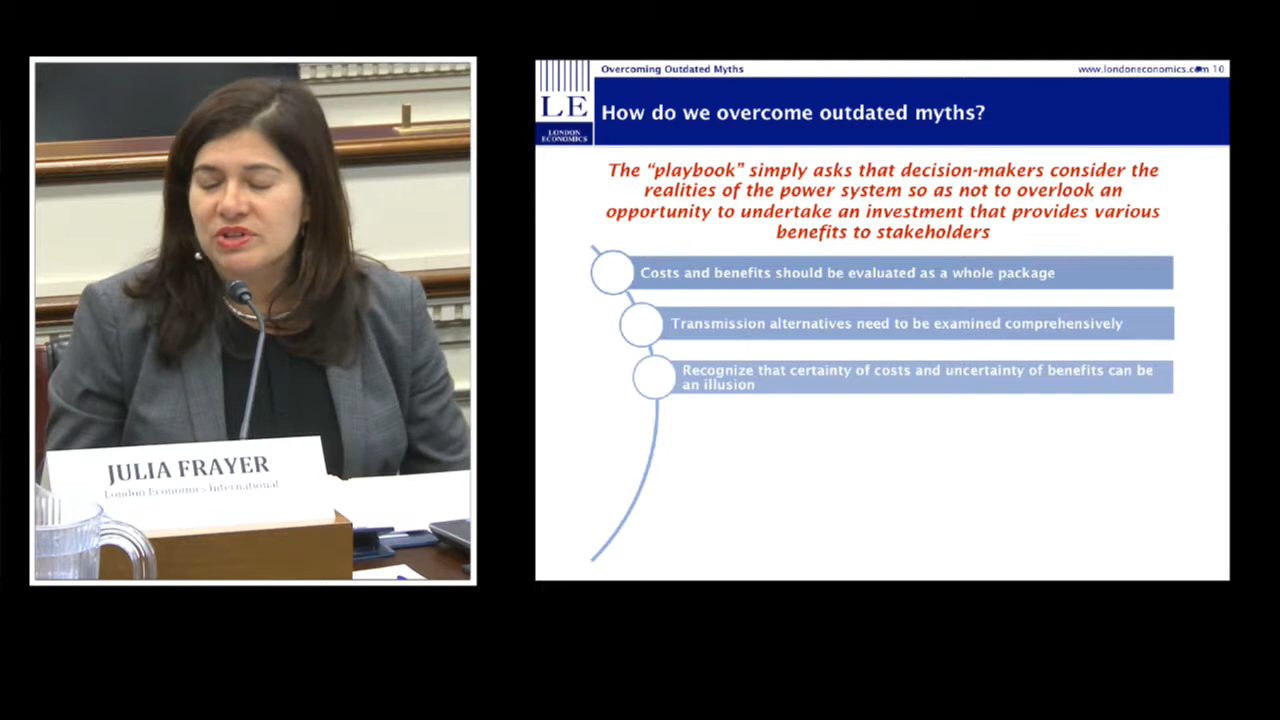 JULIA FRAYER
London Economics International
Overcoming Outdated Myths
www.londoneconomics.com 10
LE
LONDON
ECONOMICS
How do we overcome outdated myths?
The “playbook” simply asks that decision-makers consider the
realities of the power system so as not to overlook an
opportunity to undertake an investment that provides various
benefits to stakeholders
Costs and benefits should be evaluated as a whole package
Transmission alternatives need to be examined comprehensively
Recognize that certainty of costs and uncertainty of benefits can be
an illusion